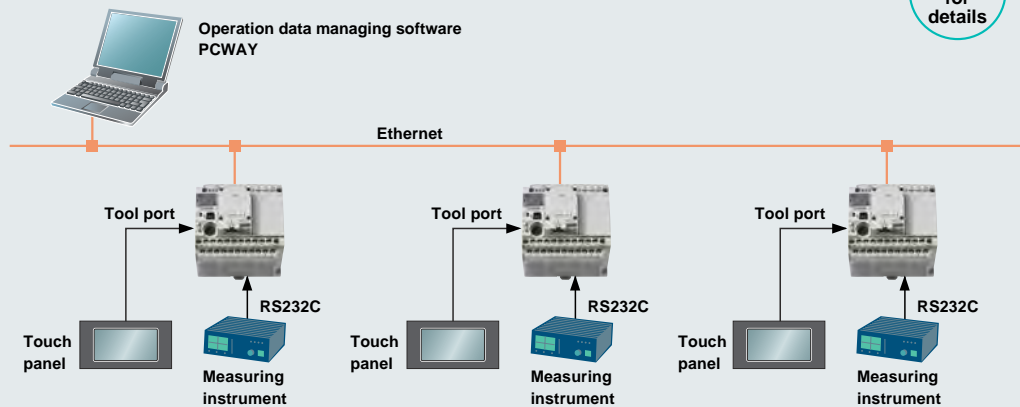 for
details
Operation data managing software
PCWAY
Ethernet
Tool port
Tool port
Tool port
RS232C
RS232C
RS232C
Touch
panel
Touch
panel
Touch
panel
Measuring
instrument
Measuring
instrument
Measuring
instrument